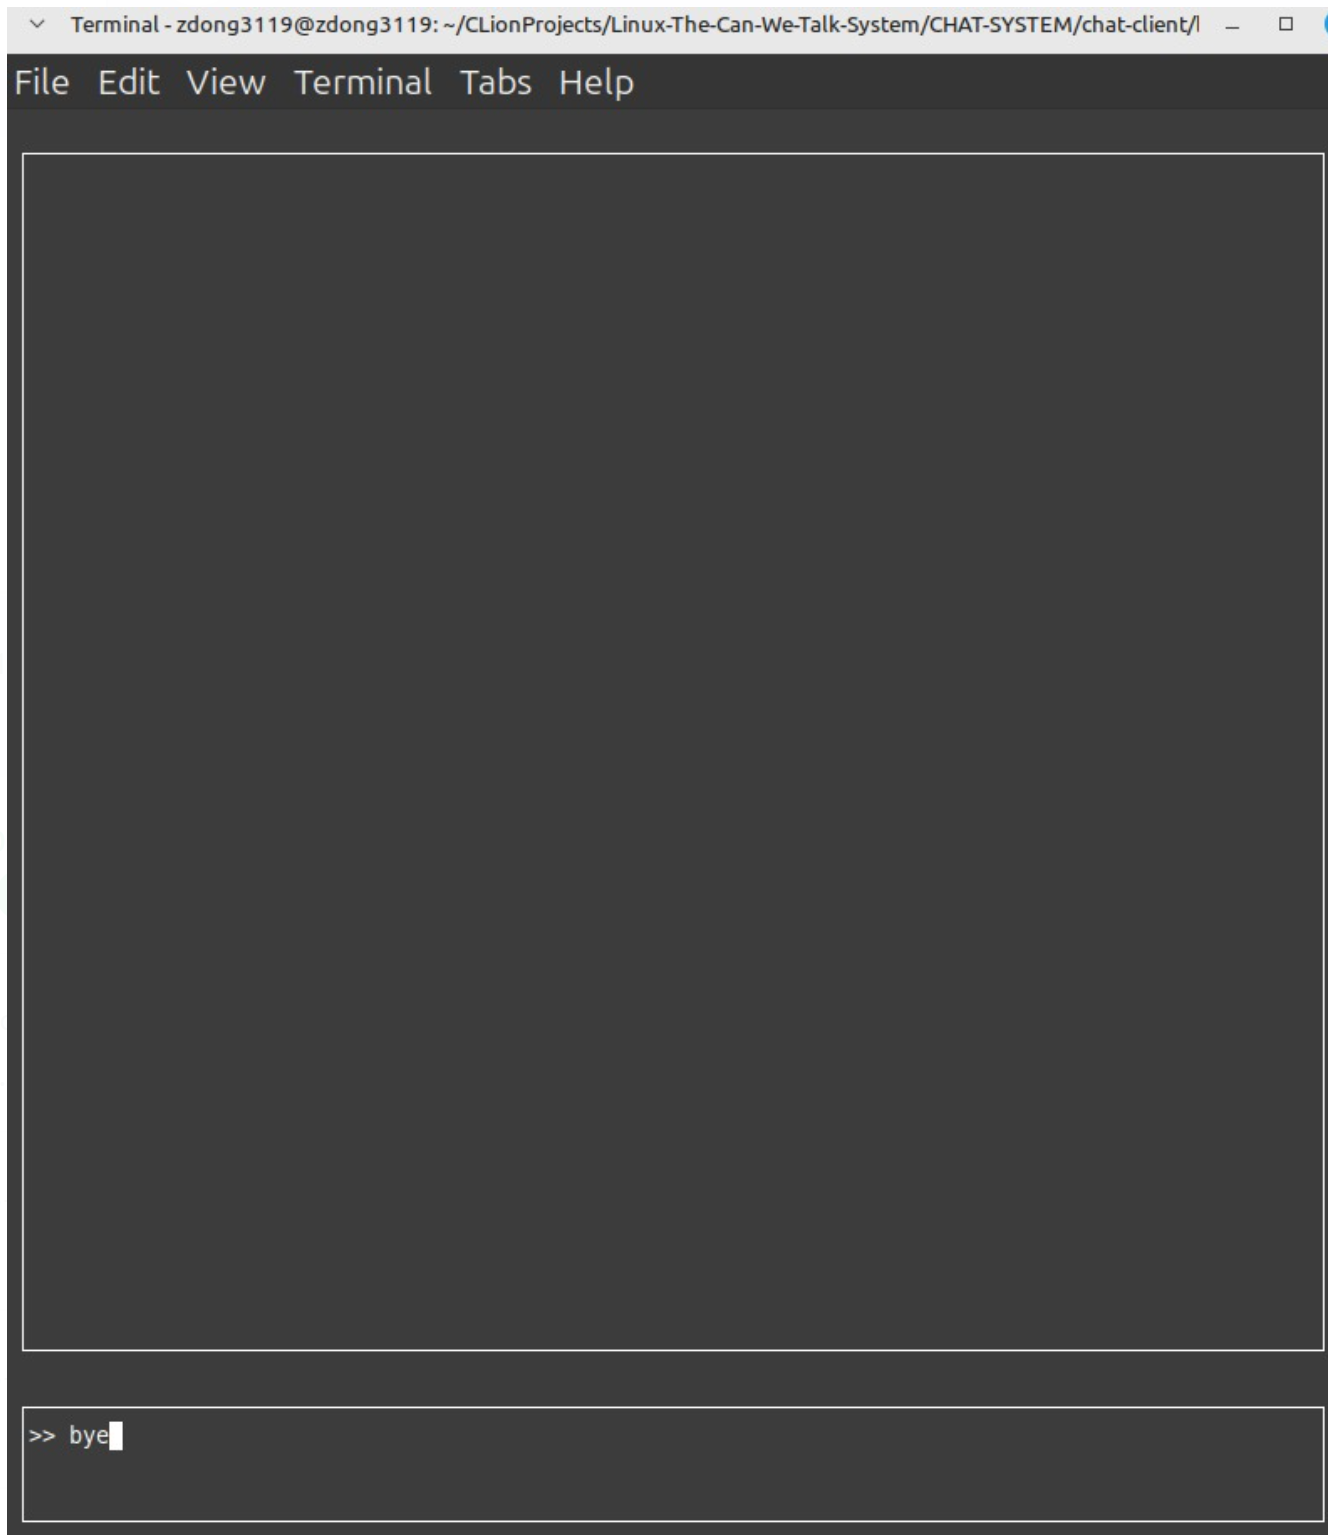 Terminal - zdong3119@zdong3119: ~/CLionProjects/Linux-The-Can-We-Talk-System/CHAT-SYSTEM/chat-client/
File Edit View Terminal Tabs Help
>> bye